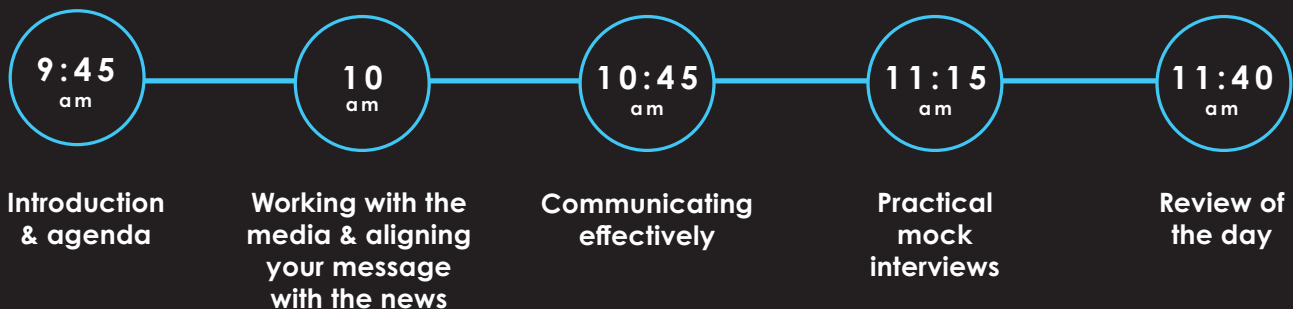 9:45
am
Introduction
& agenda
10
am
Working with the
media & aligning
your message
with the news
10:45
am
Communicating
effectively
11:15
am
Practical
mock
interviews
11:40
am
Review of
the day